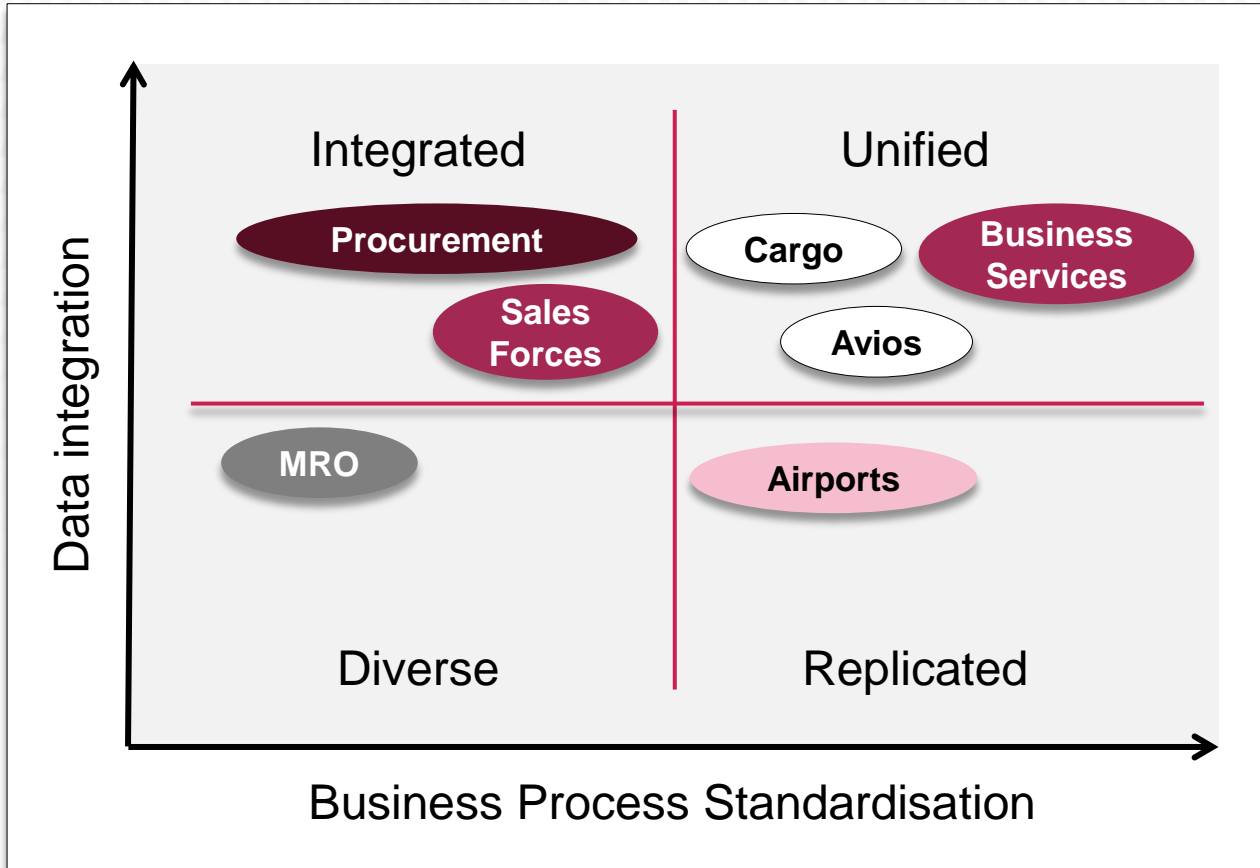 Data integration
Integrated
Unified
Procurement
Cargo
Business
Services
Sales
Forces
Avios
MRO
Airports
Diverse
Replicated
Business Process Standardisation